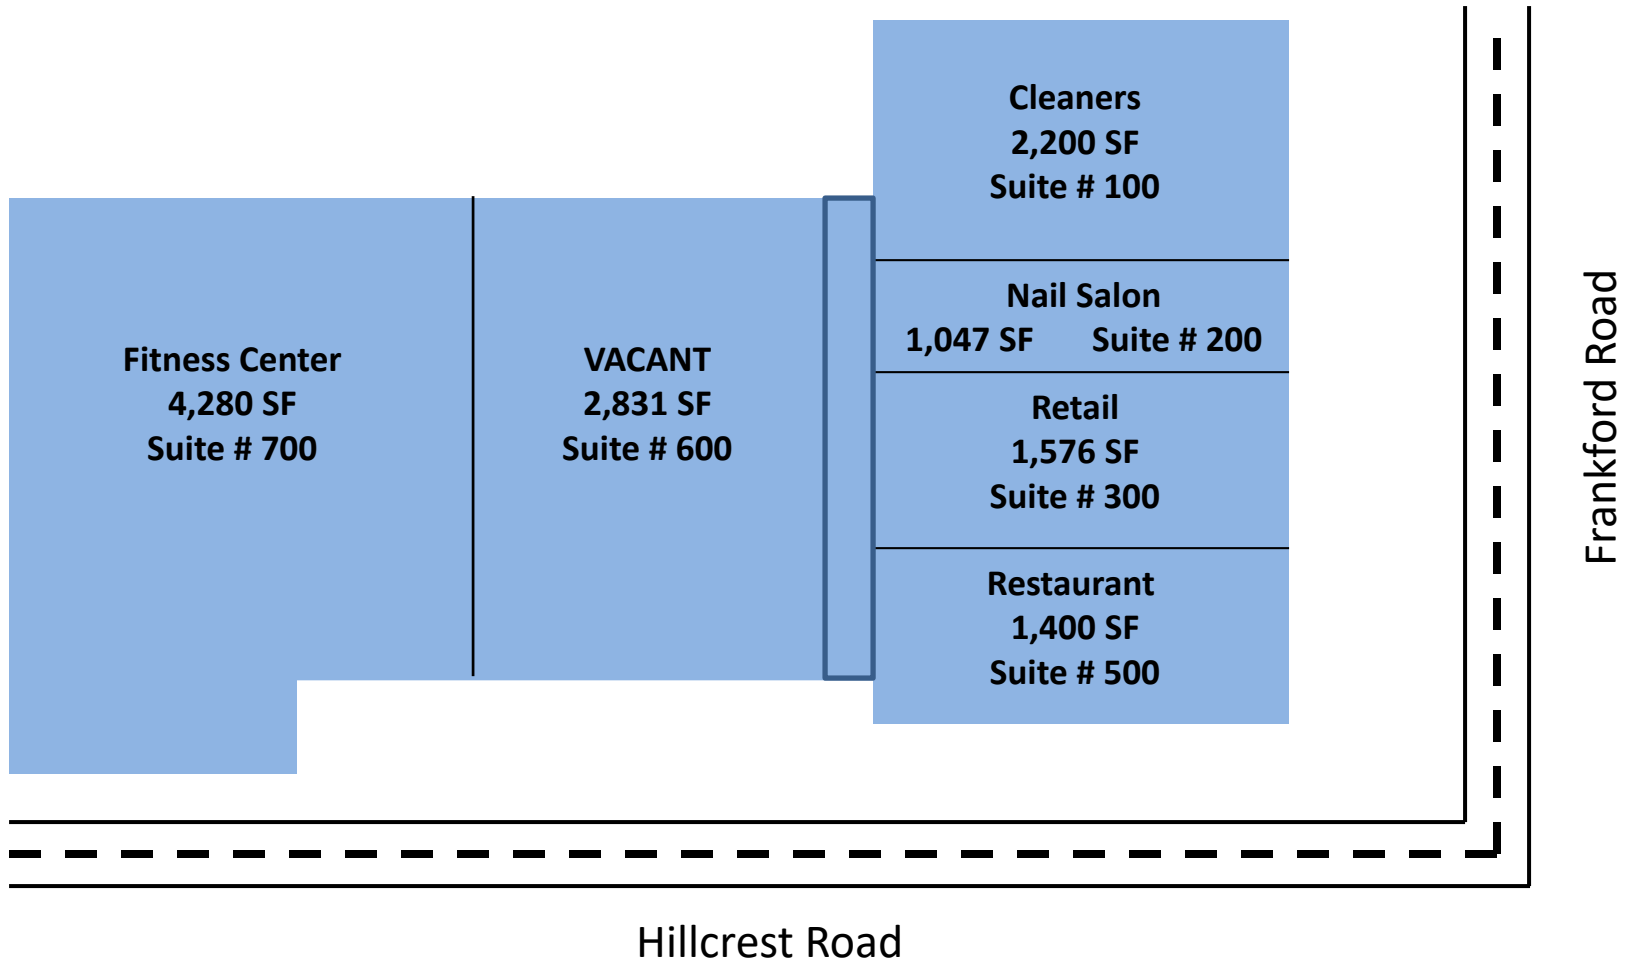 Cleaners
2,200 SF
Suite # 100
Nail Salon
1,047 SF Suite # 200
Retail
1,576 SF
Suite # 300
Restaurant
1,400 SF
Suite # 500
Fitness Center
4,280 SF
Suite # 700
VACANT
2,831 SF
Suite # 600
Frankford Road
Hillcrest Road